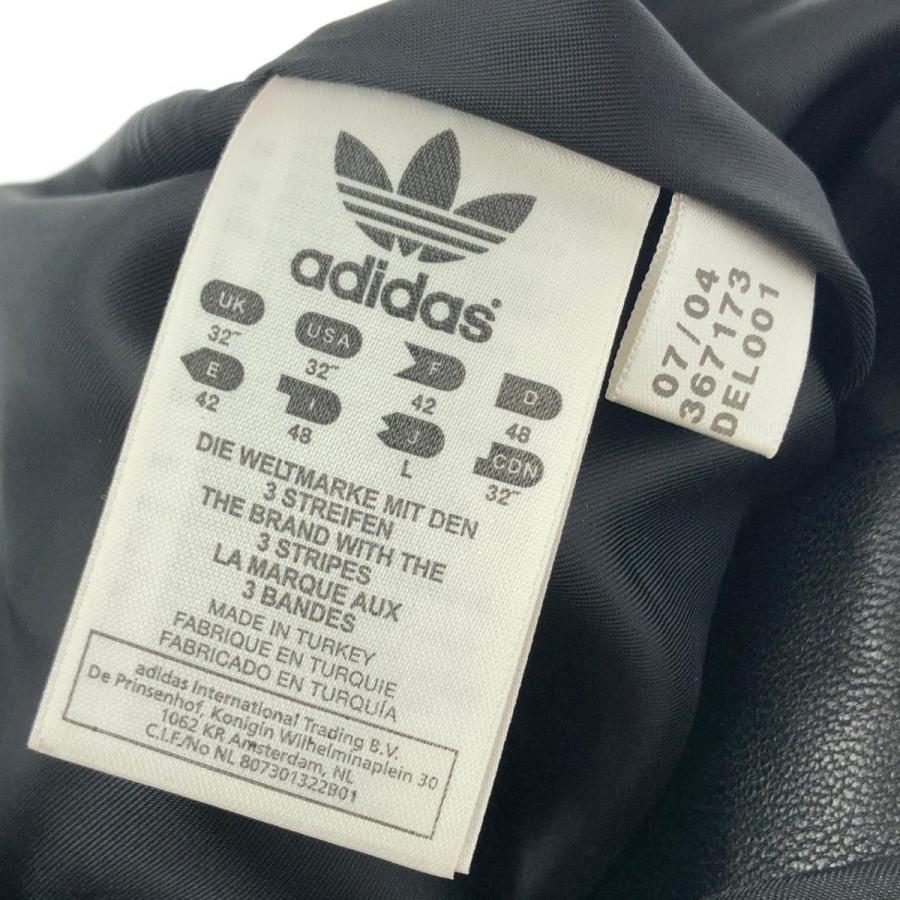 adidas
UK USA F D
32" 32" 42 48
E I J CDN
42 48 L 32"
DIE WELTMARKE MIT DEN
3 STREIFEN
THE BRAND WITH THE
3 STRIPES
LA MARQUE AUX
3 BANDES
MADE IN TURKEY
FABRIQUE EN TURQUIE
FABRICADO EN TURQUÍA
adidas International Trading B.V.
De Prinsenhof, Konigin Wilhelminaplein 30
1062 KR Amsterdam, NL
C.I.F./No NL 807301322B01
07/04
367173
DEL001